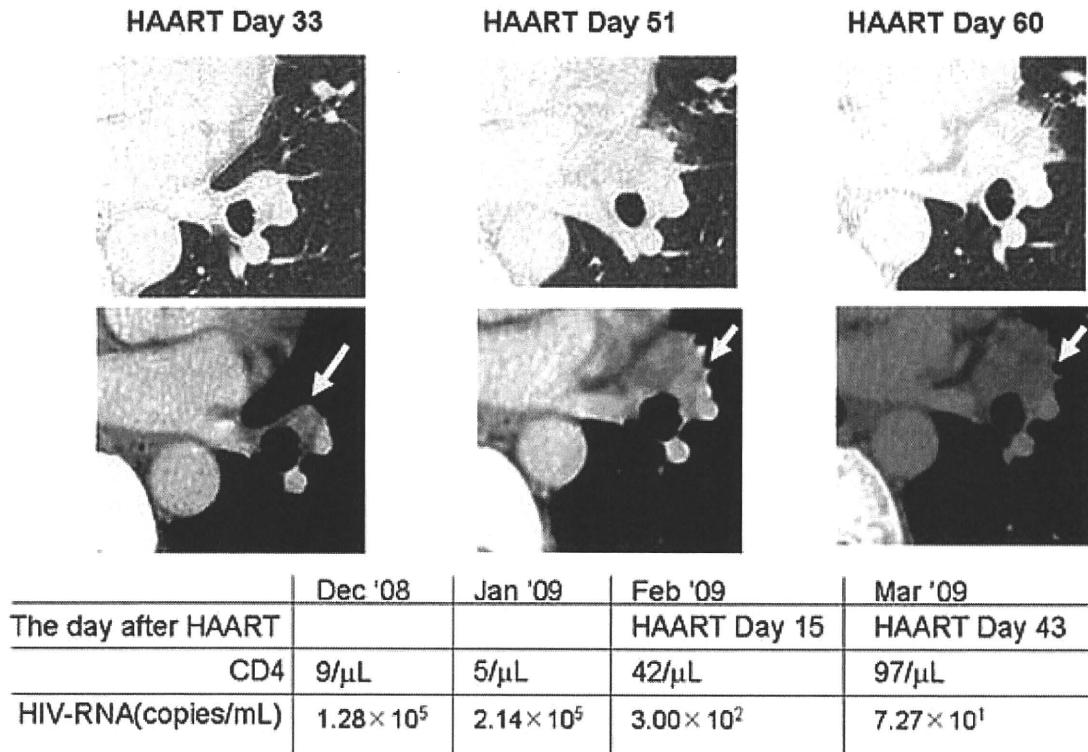 HAART Day 33 HAART Day 51 HAART Day 60
Dec '08 Jan '09 Feb '09 Mar '09
The day after HAART HAART Day 15 HAART Day 43
CD4 9/μL 5/μL 42/μL 97/μL
HIV-RNA(copies/mL) 1.28×10⁵ 2.14×10⁵ 3.00×10² 7.27×10¹